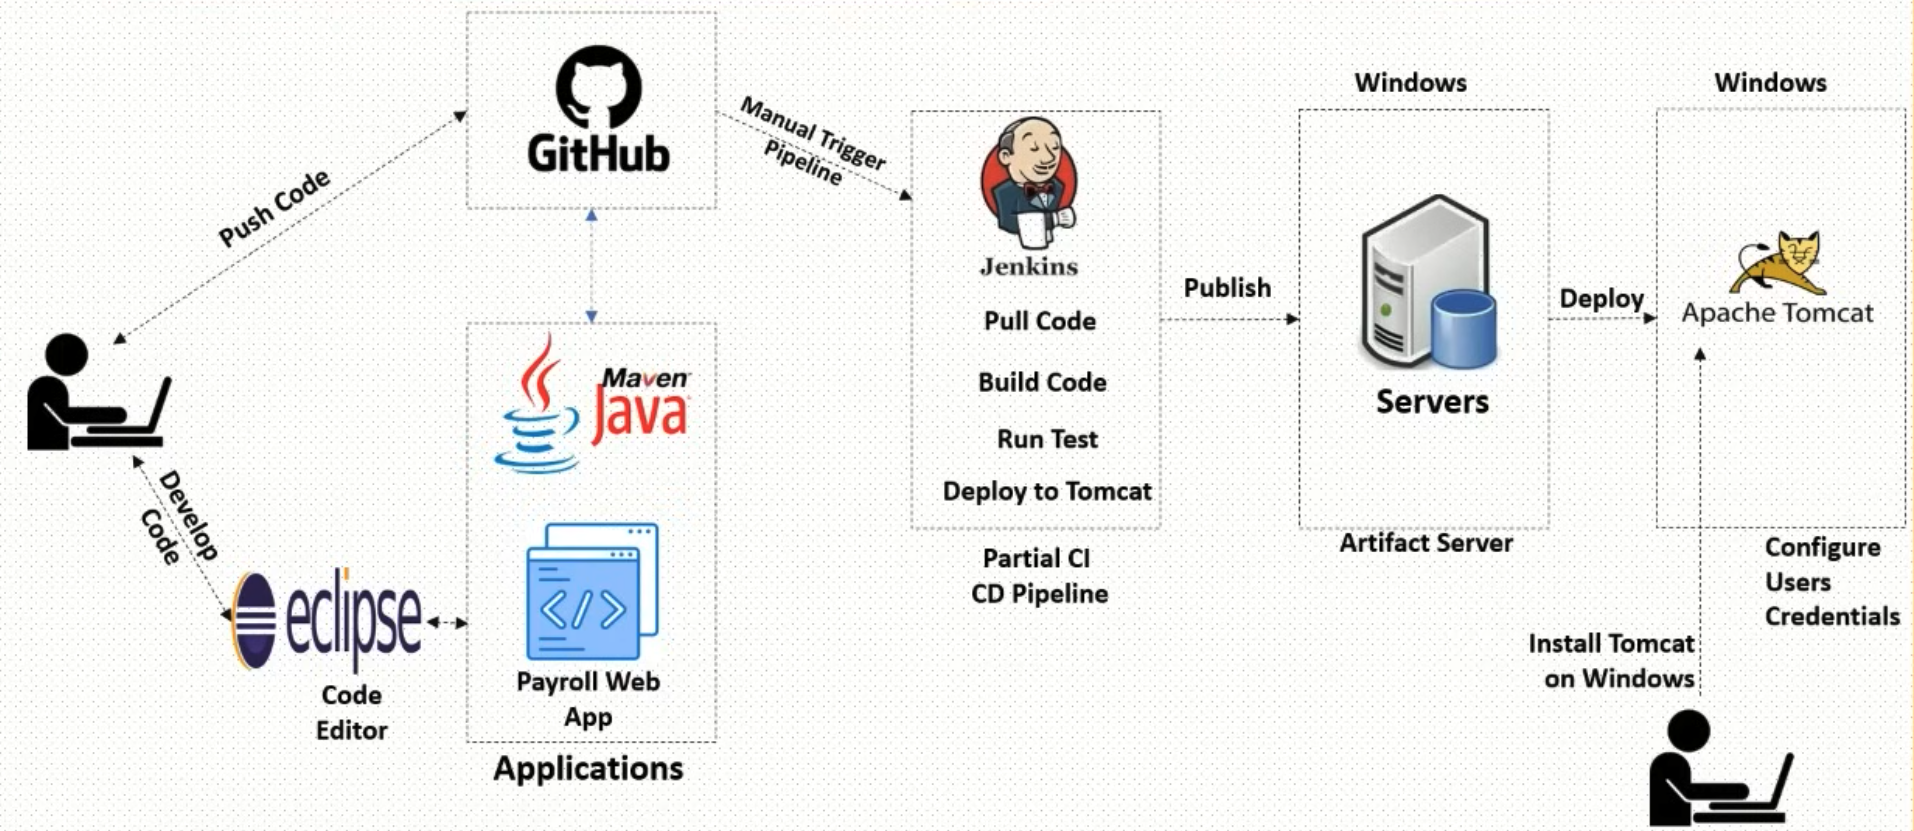 GitHub
Push Code
Manual Trigger
Pipeline
Jenkins
Pull Code
Build Code
Run Test
Deploy to Tomcat
Partial CI
CD Pipeline
Publish
Windows
Servers
Artifact Server
Deploy
Windows
Apache Tomcat
Configure
Users
Credentials
Install Tomcat
on Windows
Develop
Code
eclipse
Code
Editor
Maven
Java
</>
Payroll Web
App
Applications